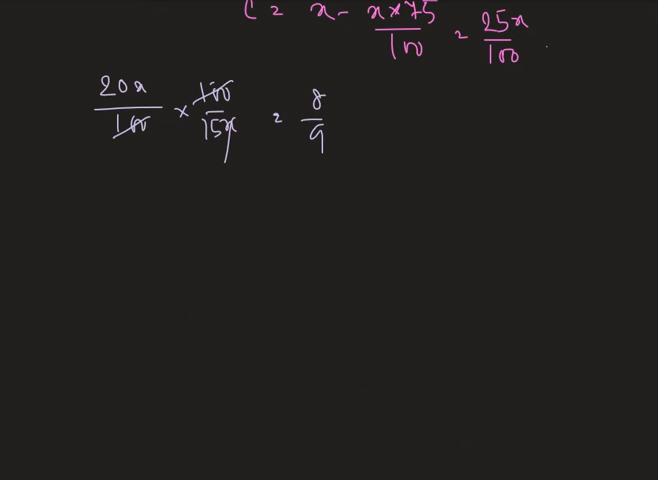 C = x - x×75/100 = 25x/100
20x/100 × 100/15x = 8/9